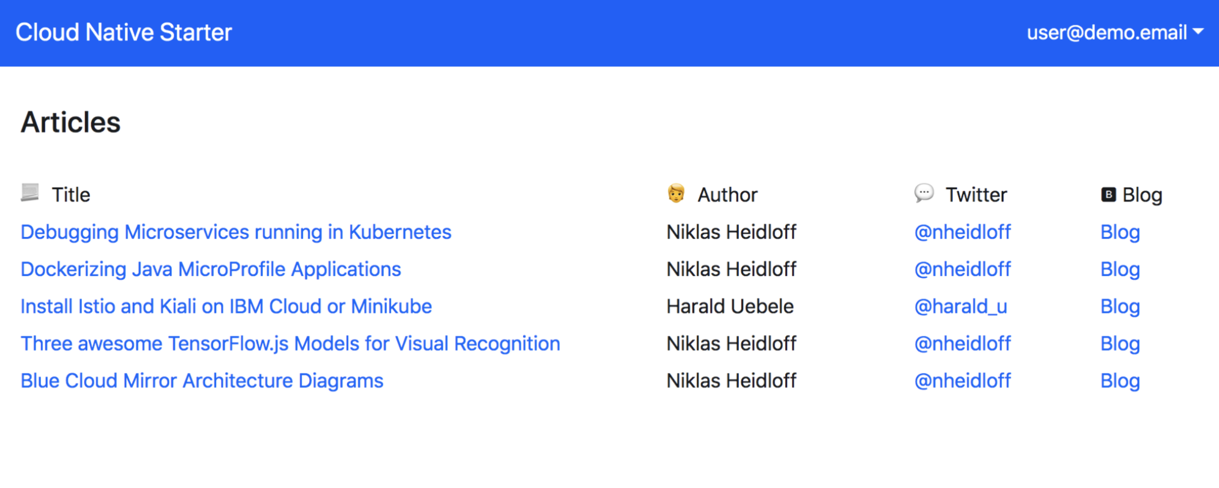 Cloud Native Starter user@demo.email
Articles
Title Author Twitter B Blog
Debugging Microservices running in Kubernetes Niklas Heidloff @nheidloff Blog
Dockerizing Java MicroProfile Applications Niklas Heidloff @nheidloff Blog
Install Istio and Kiali on IBM Cloud or Minikube Harald Uebele @harald_u Blog
Three awesome TensorFlow.js Models for Visual Recognition Niklas Heidloff @nheidloff Blog
Blue Cloud Mirror Architecture Diagrams Niklas Heidloff @nheidloff Blog